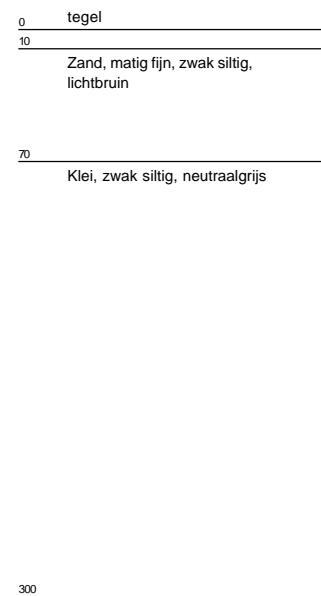 0 tegel
10
Zand, matig fijn, zwak siltig,
lichtbruin
70
Klei, zwak siltig, neutraalgrijs
300